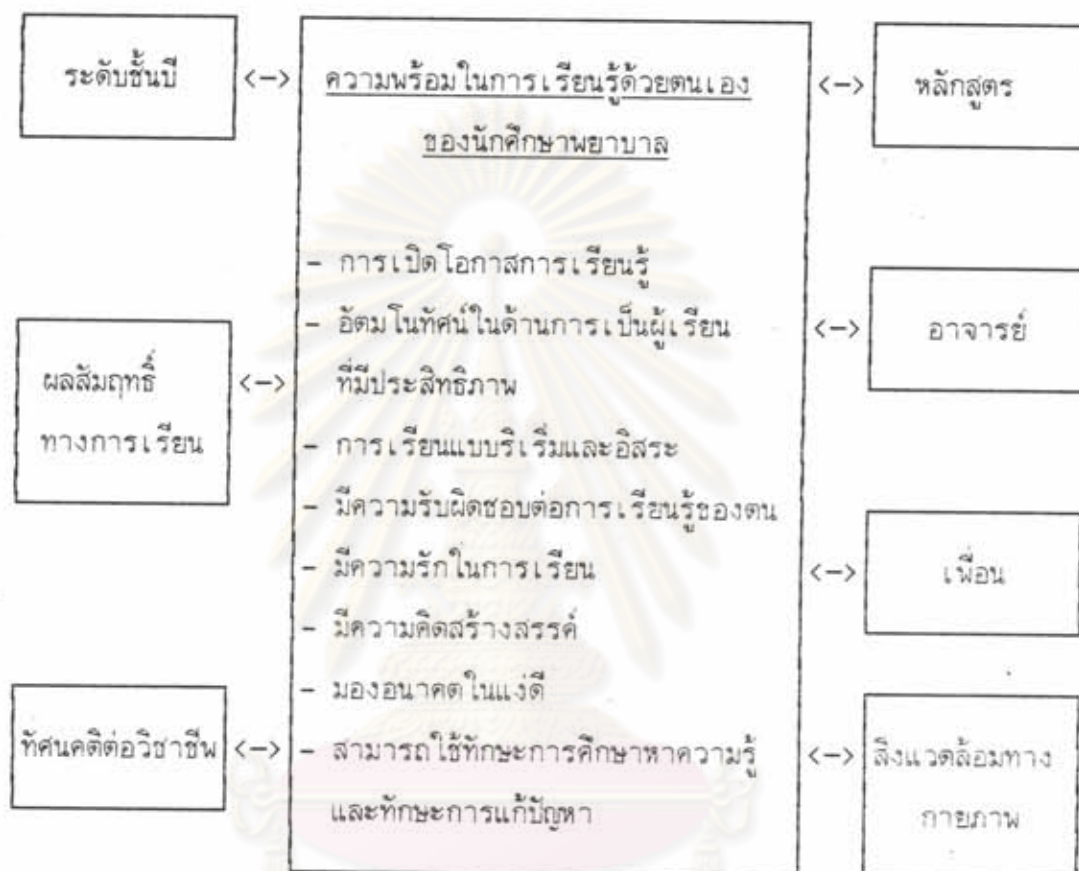 ระดับชั้นปี <-> ความพร้อมในการเรียนรู้ด้วยตนเอง <-> หลักสูตร
ของนักศึกษาพยาบาล
- การเปิดโอกาสการเรียนรู้
- อัตมโนทัศน์ในด้านการเป็นผู้เรียน <-> อาจารย์
ผลสัมฤทธิ์ <-> ที่มีประสิทธิภาพ
ทางการเรียน - การเรียนแบบริเริ่มและอิสระ
- มีความรับผิดชอบต่อการเรียนรู้ของตน
- มีความรักในการเรียน <-> เพื่อน
- มีความคิดสร้างสรรค์
- มองอนาคตในแง่ดี
ทัศนคติต่อวิชาชีพ <-> - สามารถใช้ทักษะการศึกษาหาความรู้ <-> สิ่งแวดล้อมทาง
และทักษะการแก้ปัญหา กายภาพ